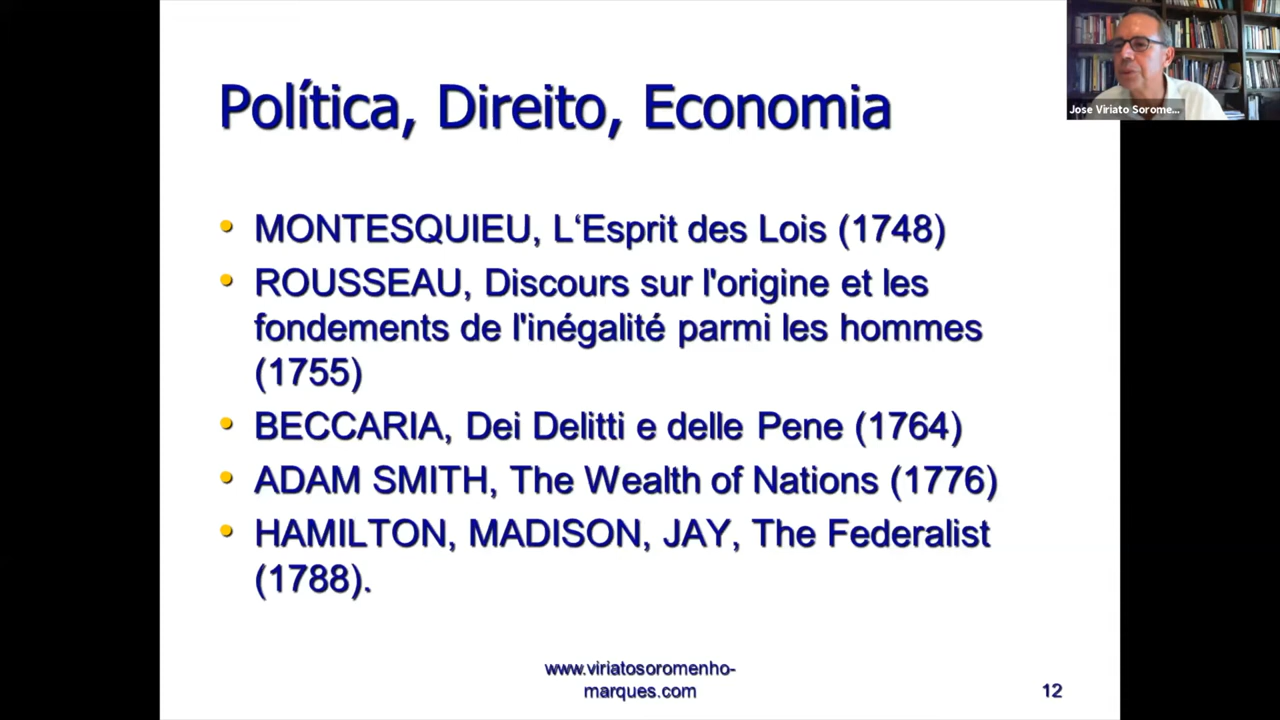 Política, Direito, Economia
Jose Viriato Sorome...
• MONTESQUIEU, L‘Esprit des Lois (1748)
• ROUSSEAU, Discours sur l'origine et les
fondements de l'inégalité parmi les hommes
(1755)
• BECCARIA, Dei Delitti e delle Pene (1764)
• ADAM SMITH, The Wealth of Nations (1776)
• HAMILTON, MADISON, JAY, The Federalist
(1788).
www.viriatosoromenho-
marques.com
12